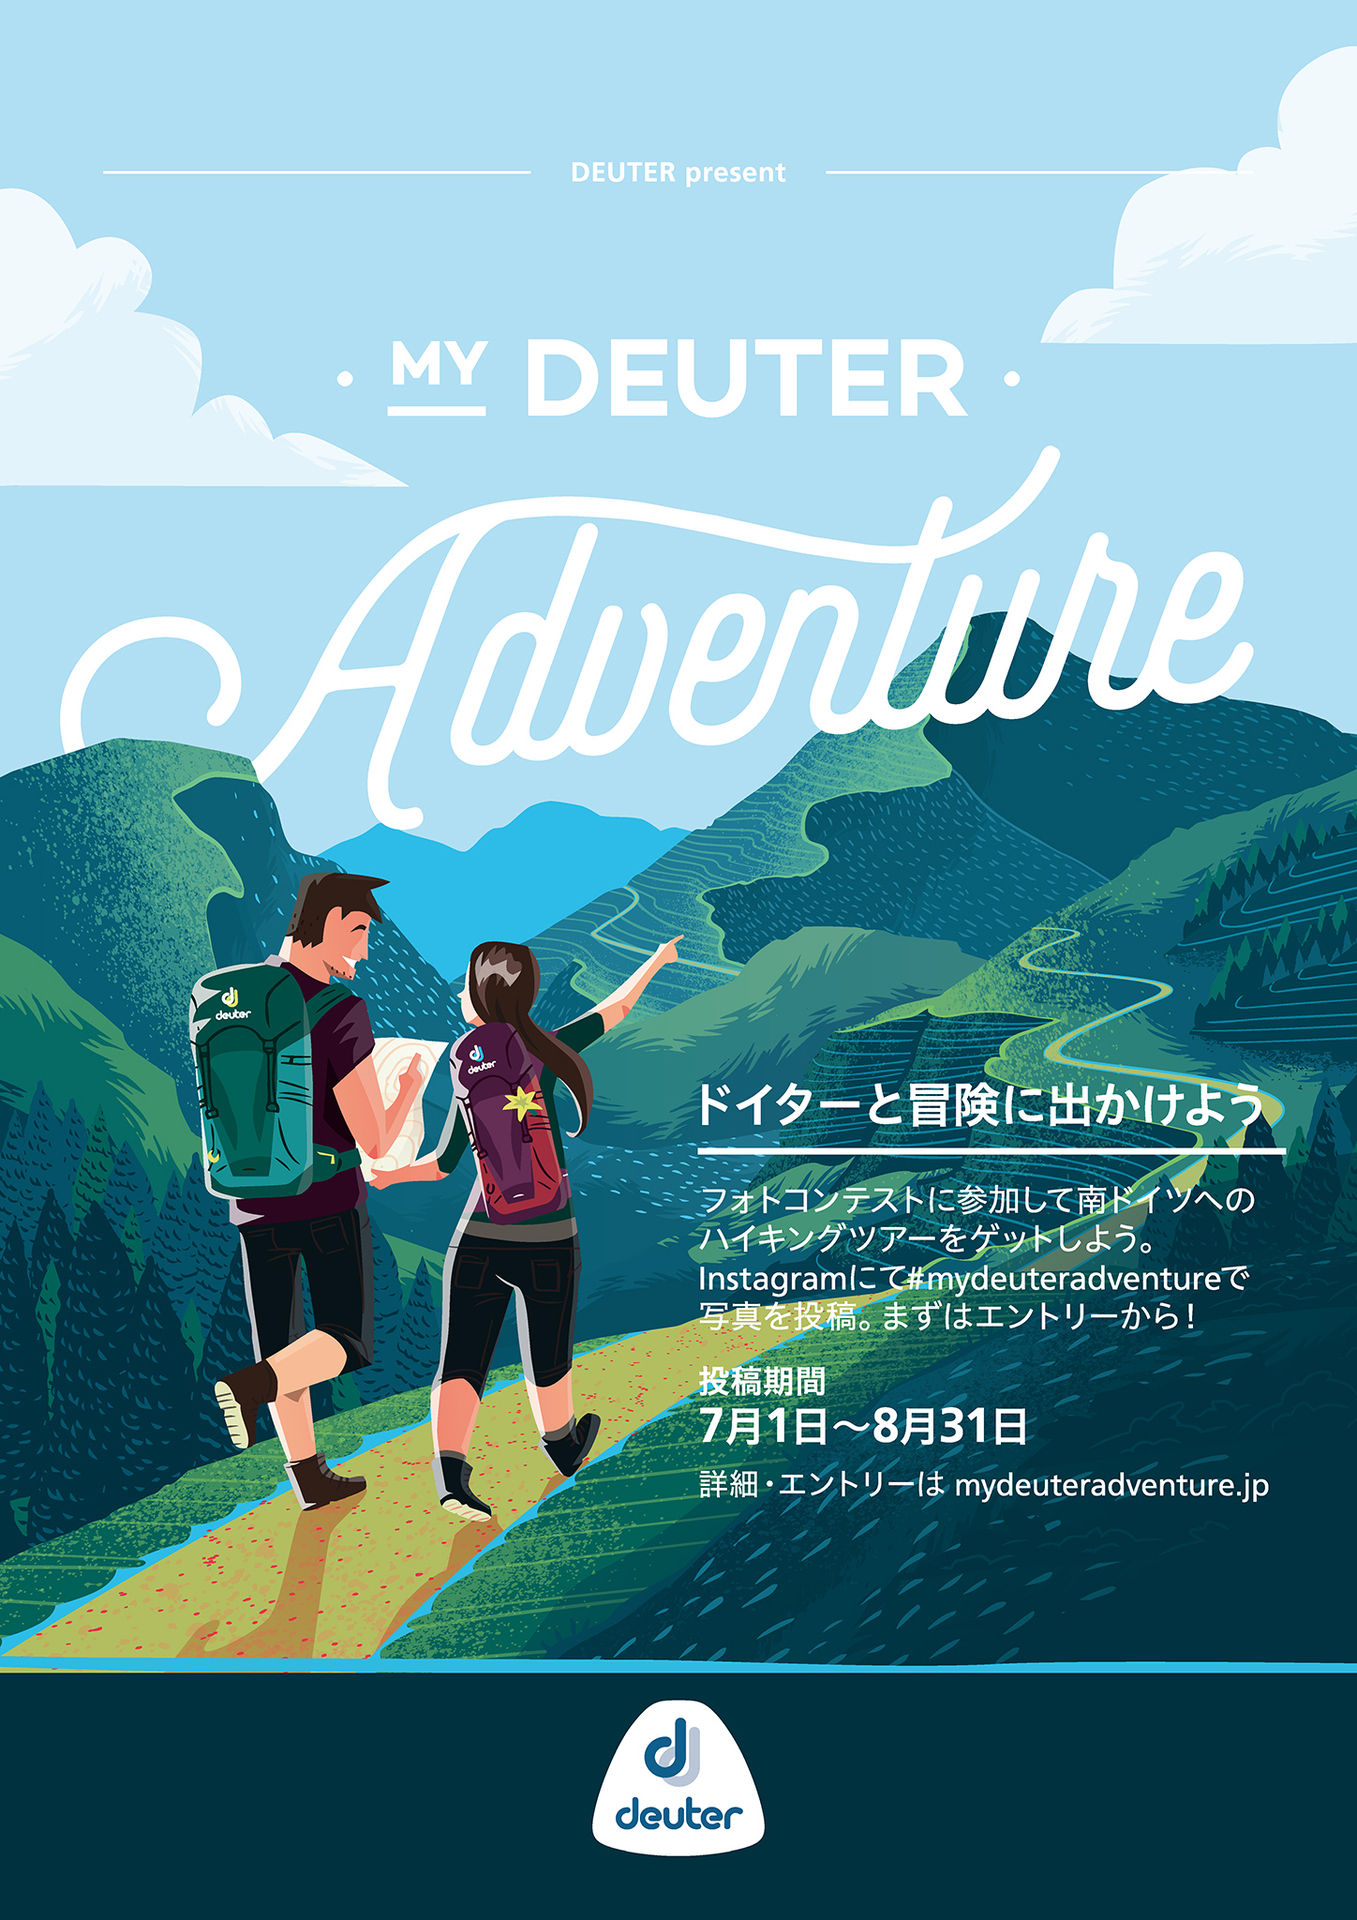 DEUTER present
· MY DEUTER ·
Adventure
deuter
deuter
ドイターと冒険に出かけよう
フォトコンテストに参加して南ドイツへの
ハイキングツアーをゲットしよう。
Instagramにて#mydeuteradventureで
写真を投稿。まずはエントリーから！
投稿期間
7月1日〜8月31日
詳細・エントリーは mydeuteradventure.jp
deuter